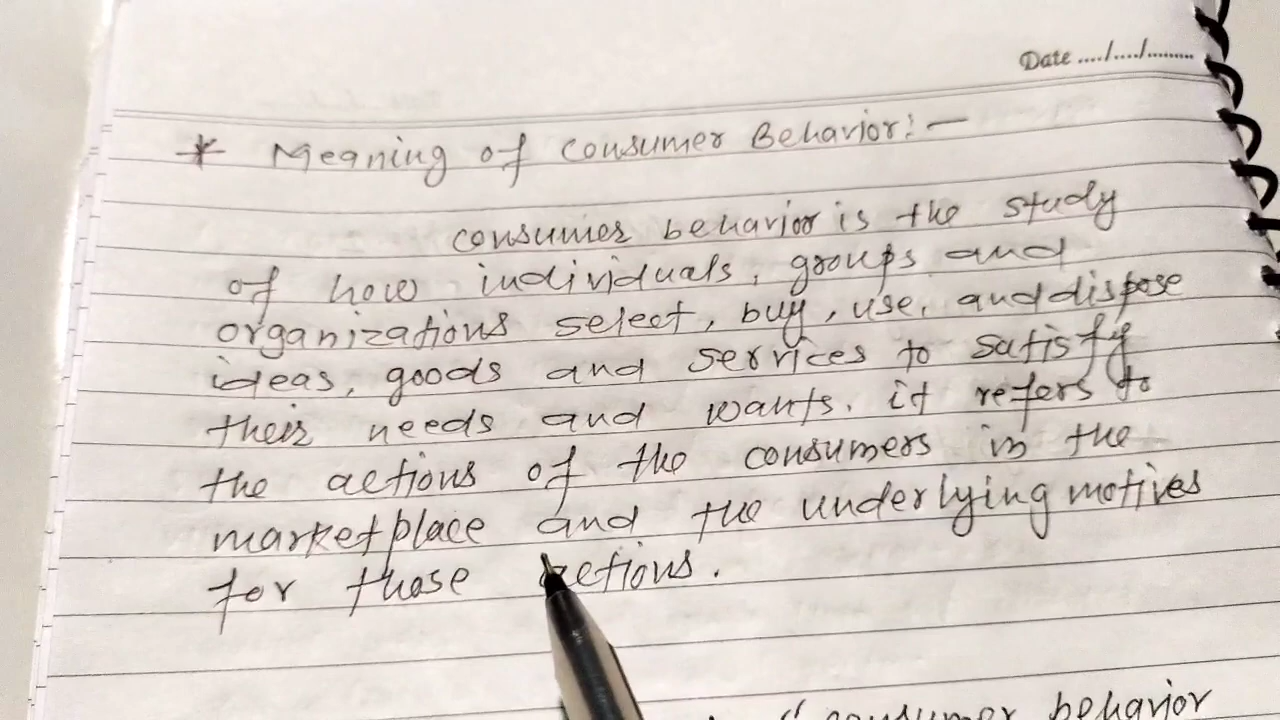 Date ..../..../.........
* Meaning of Consumer Behavior:-
consumer behavior is the study
of how individuals, groups and
organizations select, buy, use, and dispose
ideas, goods and services to satisfy
their needs and wants. it refers to
the actions of the consumers in the
marketplace and the underlying motives
for those actions.
"consumer behavior